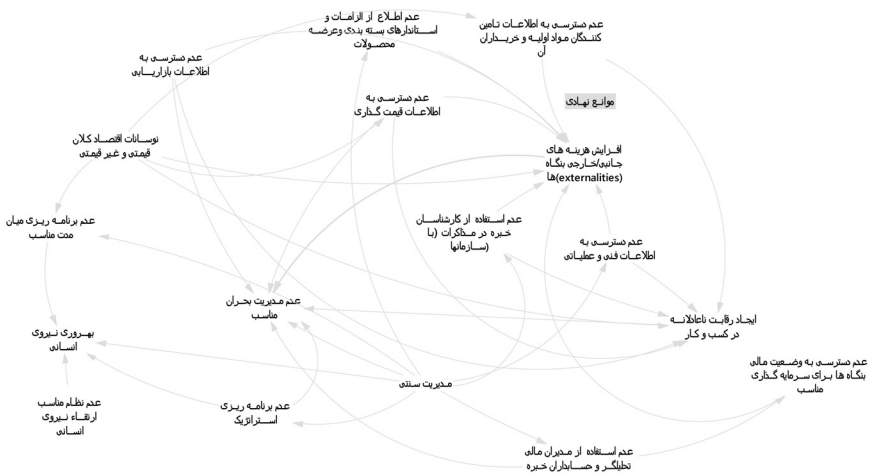 عدم اطلاع از الزامات و
استاندارهای بسته بندی وعرضه
محصولات
عدم دسترسی به اطلاعات تامین
کنندگان مواد اولیه و خریداران
آن
عدم دسترسی به
اطلاعات بازاریابی
عدم دسترسی به
اطلاعات قیمت گذاری
موانع نهادی
نوسانات اقتصاد کلان
قیمتی و غیر قیمتی
افزایش هزینه های
جانبی/خارجی بنگاه
ها(externalities)
عدم برنامه ریزی میان
مدت مناسب
عدم استفاده از کارشناسان
خبره در مذاکرات (با
سازمانها)
عدم دسترسی به
اطلاعات فنی و عملیاتی
عدم مدیریت بحران
مناسب
ایجاد رقابت ناعادلانه
در کسب و کار
بهروری نیروی
انسانی
عدم دسترسی به وضعیت مالی
بنگاه ها برای سرمایه گذاری
مناسب
مدیریت سنتی
عدم نظام مناسب
ارتقاء نیروی
انسانی
عدم برنامه ریزی
استراتژیک
عدم استفاده از مدیران مالی
تحلیلگر و حسابداران خبره